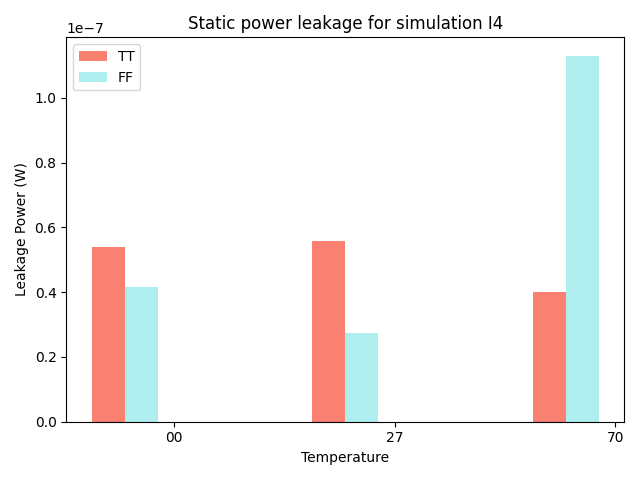 Static power leakage for simulation I4
1e−7
TT
FF
1.0
0.8
0.6
0.4
0.2
0.0
Leakage Power (W)
00
27
70
Temperature